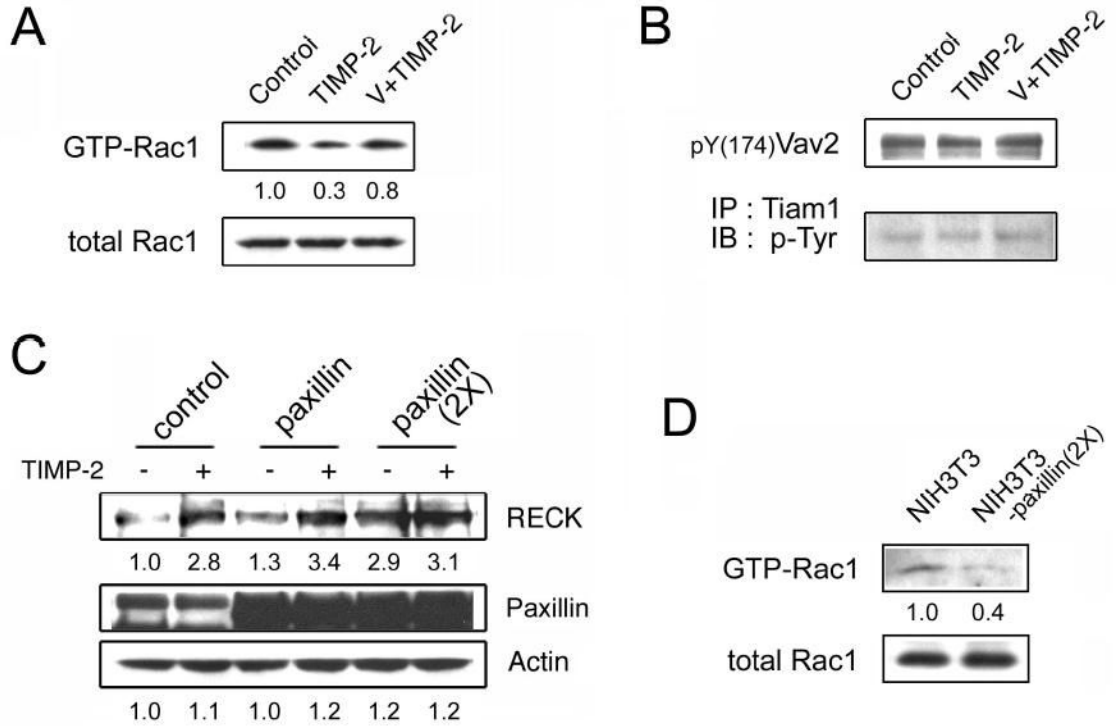 A
Control TIMP-2 V+TIMP-2
GTP-Rac1
1.0 0.3 0.8
total Rac1
B
Control TIMP-2 V+TIMP-2
pY(174)Vav2
IP : Tiam1
IB : p-Tyr
C
control paxillin paxillin
(2X)
TIMP-2 - + - + - +
RECK
1.0 2.8 1.3 3.4 2.9 3.1
Paxillin
Actin
1.0 1.1 1.0 1.2 1.2 1.2
D
NIH3T3 NIH3T3
-paxillin(2X)
GTP-Rac1
1.0 0.4
total Rac1